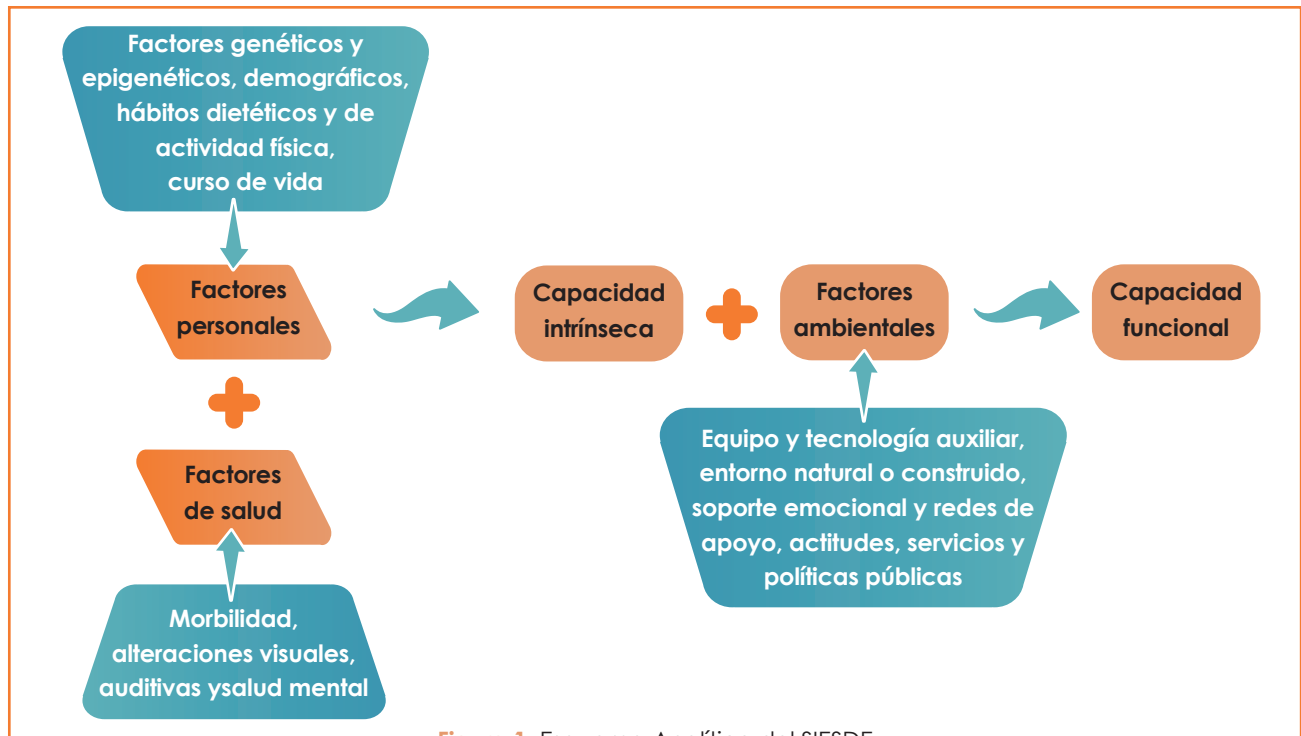 Factores genéticos y
epigenéticos, demográficos,
hábitos dietéticos y de
actividad física,
curso de vida
Factores
personales
Capacidad
intrínseca
Factores
ambientales
Capacidad
funcional
Factores
de salud
Equipo y tecnología auxiliar,
entorno natural o construido,
soporte emocional y redes de
apoyo, actitudes, servicios y
políticas públicas
Morbilidad,
alteraciones visuales,
auditivas ysalud mental